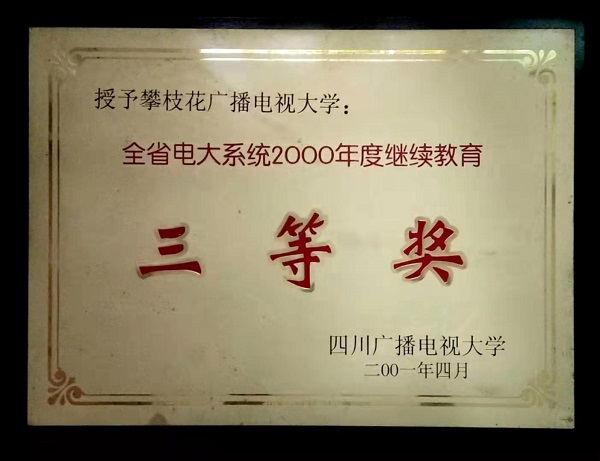 授予攀枝花广播电视大学：
全省电大系统2000年度继续教育
三等奖
四川广播电视大学
二00一年四月